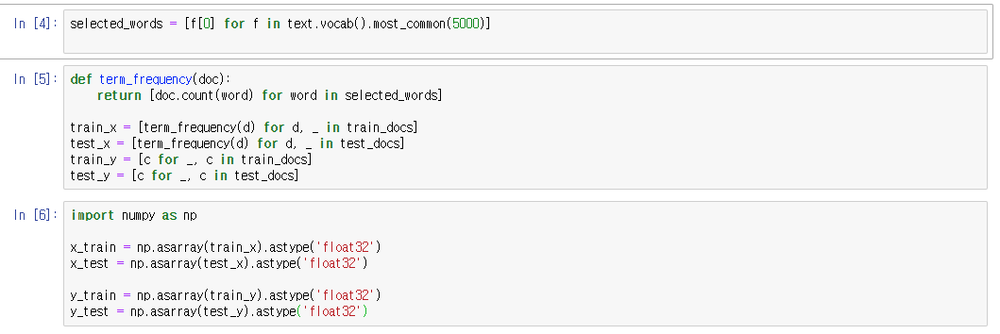 In [4]: selected_words = [f[0] for f in text.vocab().most_common(5000)]
In [5]: def term_frequency(doc):
return [doc.count(word) for word in selected_words]
train_x = [term_frequency(d) for d, _ in train_docs]
test_x = [term_frequency(d) for d, _ in test_docs]
train_y = [c for _, c in train_docs]
test_y = [c for _, c in test_docs]
In [6]: import numpy as np
x_train = np.asarray(train_x).astype('float32')
x_test = np.asarray(test_x).astype('float32')
y_train = np.asarray(train_y).astype('float32')
y_test = np.asarray(test_y).astype('float32')